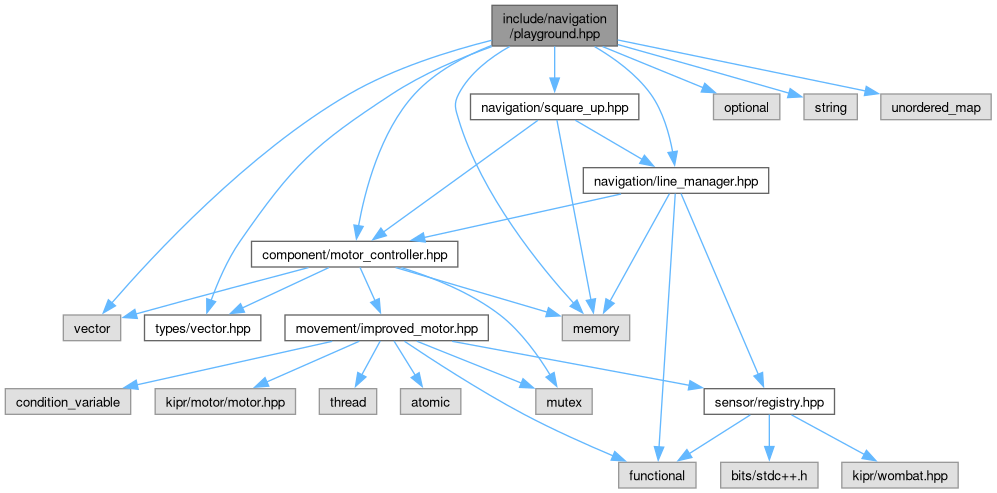 include/navigation
/playground.hpp
navigation/square_up.hpp
optional
string
unordered_map
navigation/line_manager.hpp
component/motor_controller.hpp
vector
types/vector.hpp
movement/improved_motor.hpp
memory
condition_variable
kipr/motor/motor.hpp
thread
atomic
mutex
sensor/registry.hpp
functional
bits/stdc++.h
kipr/wombat.hpp